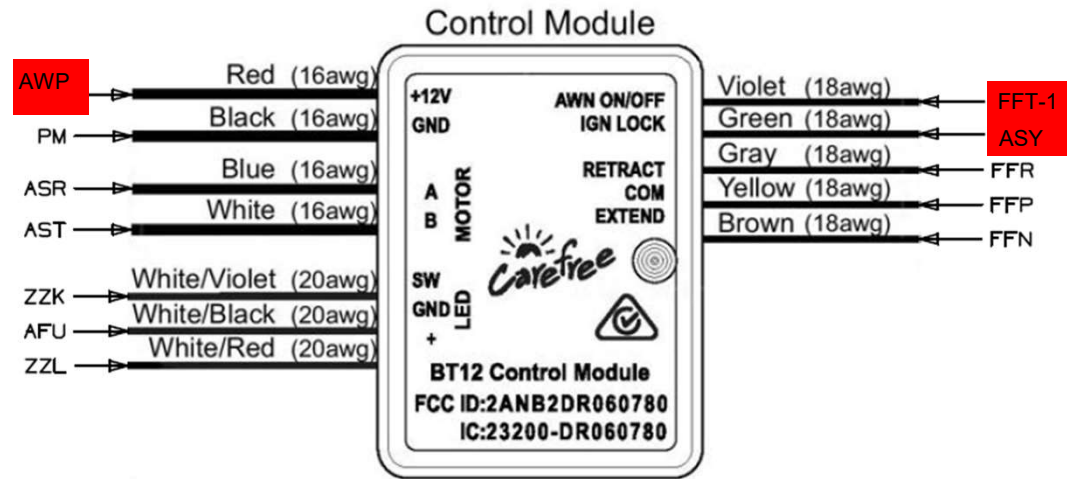 Control Module
AWP
Red (16awg)
PM
Black (16awg)
ASR
Blue (16awg)
AST
White (16awg)
ZZK
White/Violet (20awg)
AFU
White/Black (20awg)
ZZL
White/Red (20awg)
+12V
GND
A
B
MOTOR
SW
GND
+
LED
AWN ON/OFF
IGN LOCK
RETRACT
COM
EXTEND
Carefree
BT12 Control Module
FCC ID:2ANB2DR060780
IC:23200-DR060780
Violet (18awg)
FFT-1
Green (18awg)
ASY
Gray (18awg)
FFR
Yellow (18awg)
FFP
Brown (18awg)
FFN